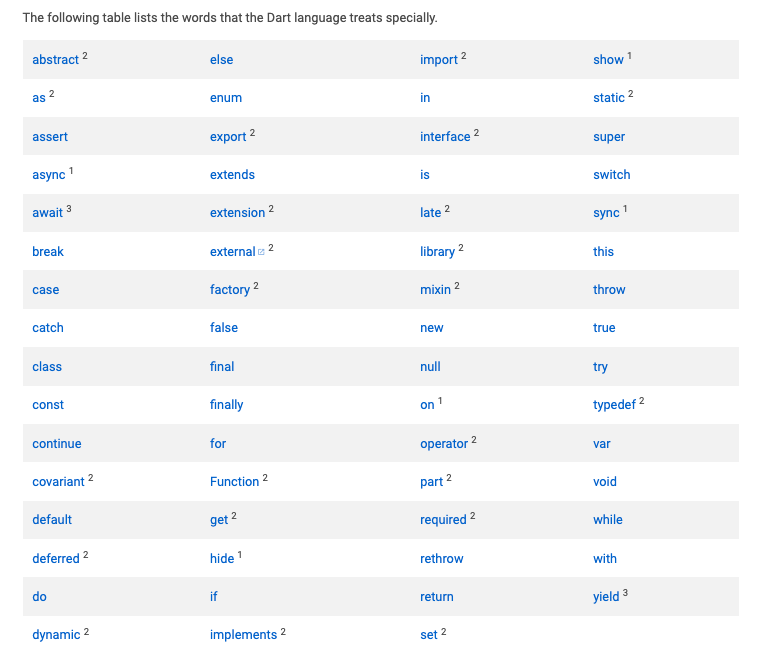 The following table lists the words that the Dart language treats specially.
abstract 2 else import 2 show 1
as 2 enum in static 2
assert export 2 interface 2 super
async 1 extends is switch
await 3 extension 2 late 2 sync 1
break external 2 library 2 this
case factory 2 mixin 2 throw
catch false new true
class final null try
const finally on 1 typedef 2
continue for operator 2 var
covariant 2 Function 2 part 2 void
default get 2 required 2 while
deferred 2 hide 1 rethrow with
do if return yield 3
dynamic 2 implements 2 set 2